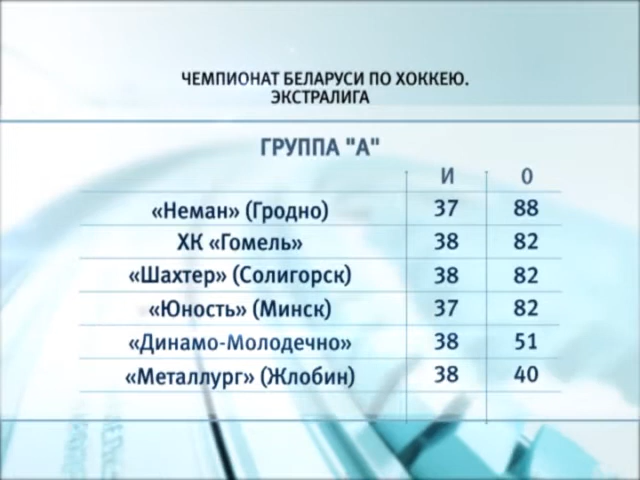 ЧЕМПИОНАТ БЕЛАРУСИ ПО ХОККЕЮ.
ЭКСТРАЛИГА
ГРУППА "А"
И О
«Неман» (Гродно) 37 88
ХК «Гомель» 38 82
«Шахтер» (Солигорск) 38 82
«Юность» (Минск) 37 82
«Динамо-Молодечно» 38 51
«Металлург» (Жлобин) 38 40